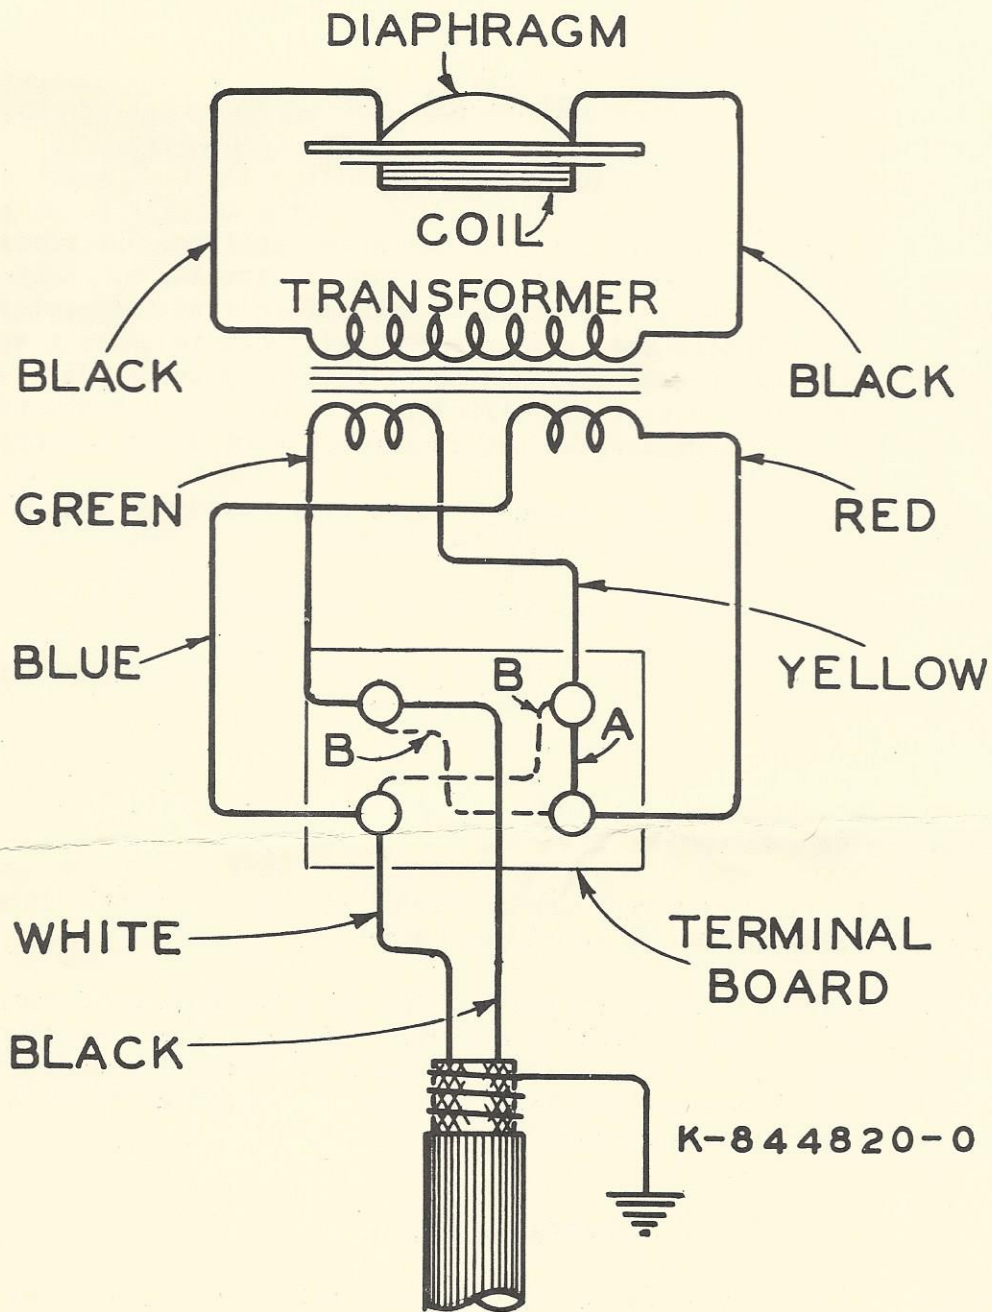 DIAPHRAGM
COIL
TRANSFORMER
BLACK
BLACK
GREEN
RED
BLUE
YELLOW
B
A
B
WHITE
TERMINAL
BOARD
BLACK
K-844820-0